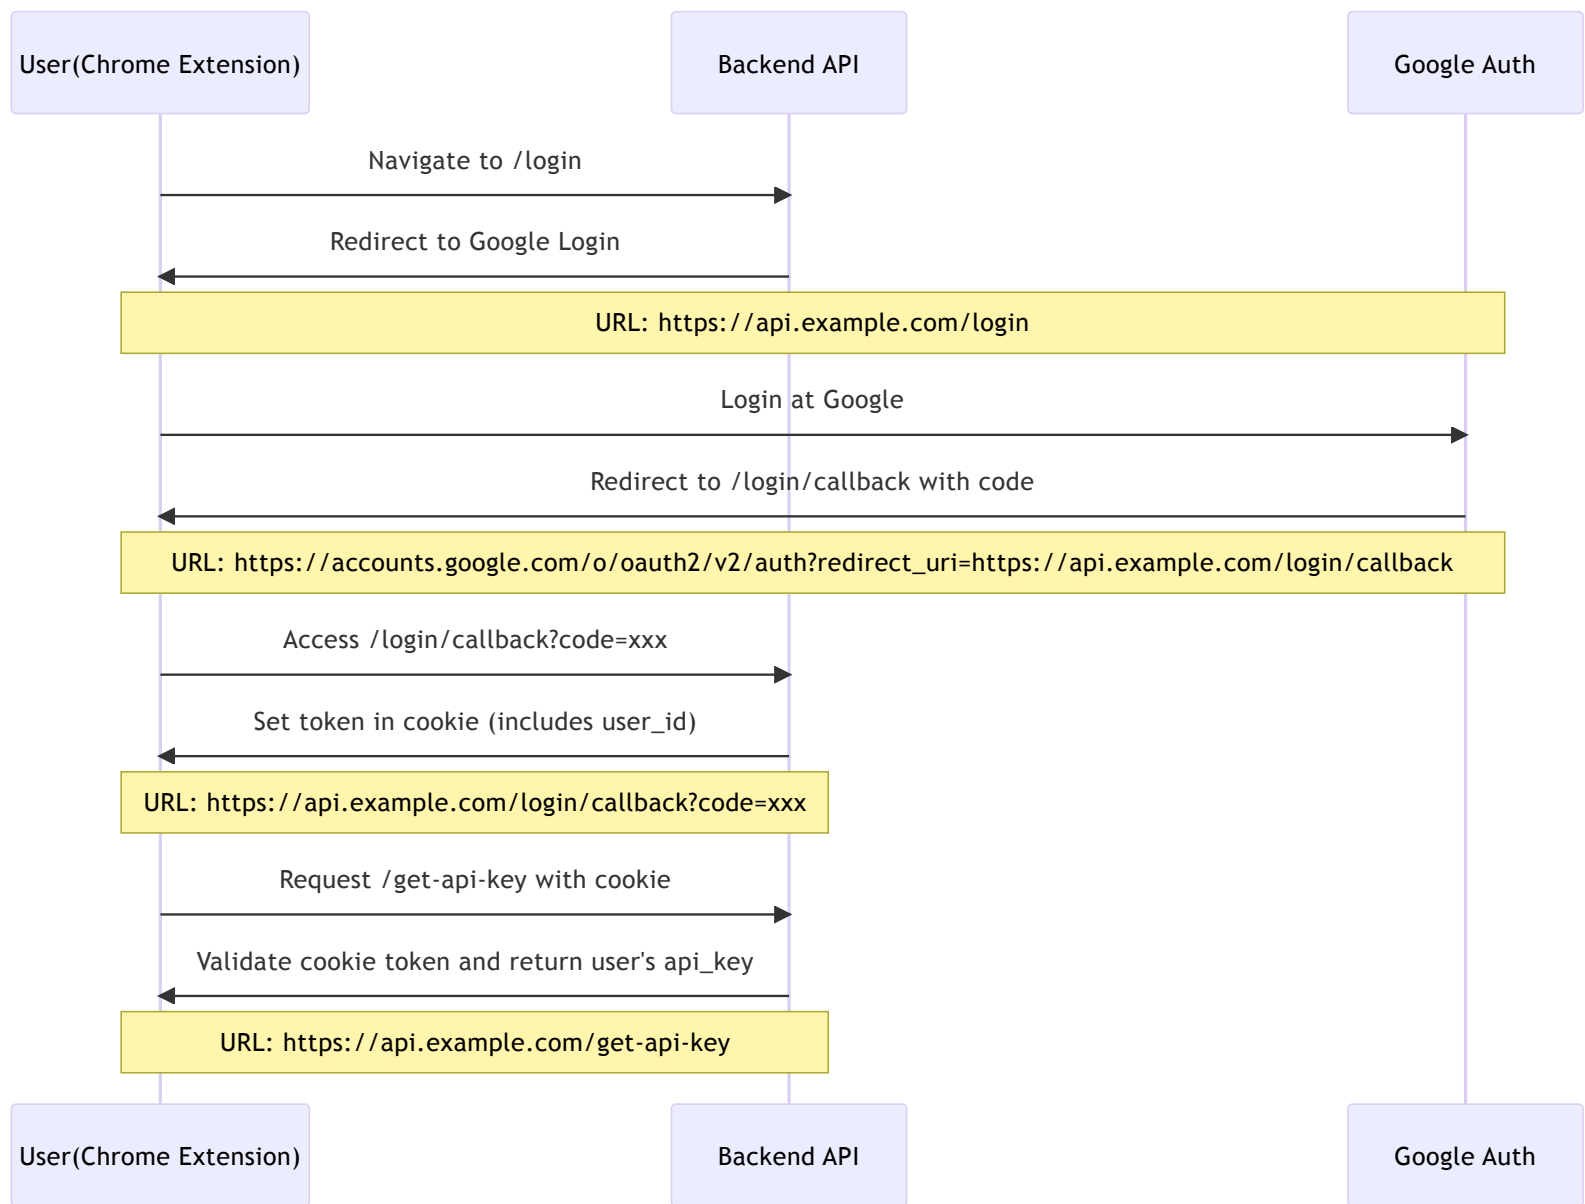 User(Chrome Extension)
Backend API
Google Auth
Navigate to /login
Redirect to Google Login
URL: https://api.example.com/login
Login at Google
Redirect to /login/callback with code
URL: https://accounts.google.com/o/oauth2/v2/auth?redirect_uri=https://api.example.com/login/callback
Access /login/callback?code=xxx
Set token in cookie (includes user_id)
URL: https://api.example.com/login/callback?code=xxx
Request /get-api-key with cookie
Validate cookie token and return user's api_key
URL: https://api.example.com/get-api-key
User(Chrome Extension)
Backend API
Google Auth